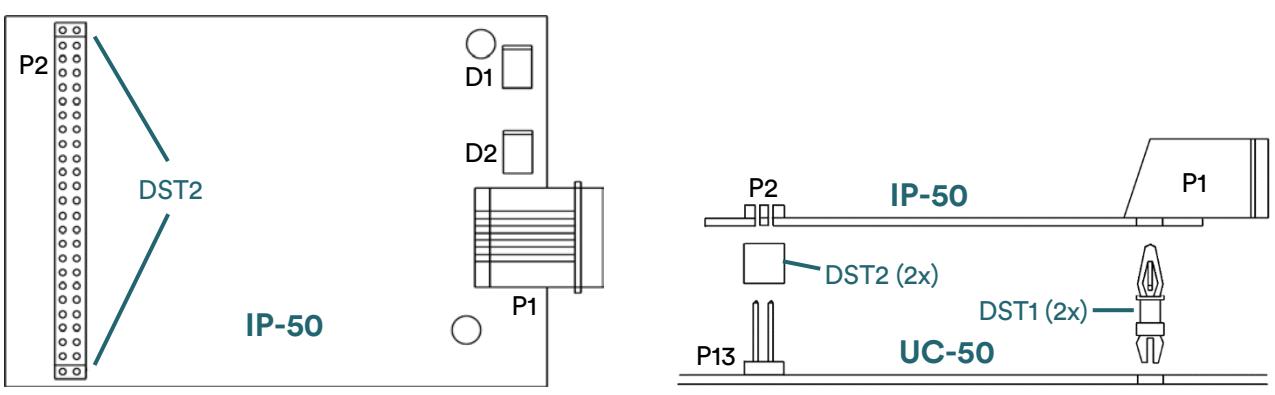 P2
D1
D2
DST2
P1
IP-50
P2
IP-50
P1
DST2 (2x)
DST1 (2x)
P13
UC-50